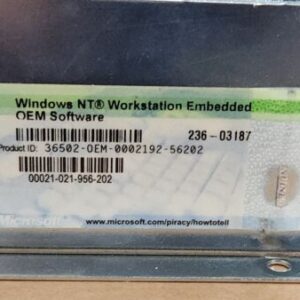 Windows NT® Workstation Embedded
OEM Software
236 - 03187
Product ID: 36502-OEM-0002192-56202
00021-021-956-202
Microsoft
www.microsoft.com/piracy/howtotell